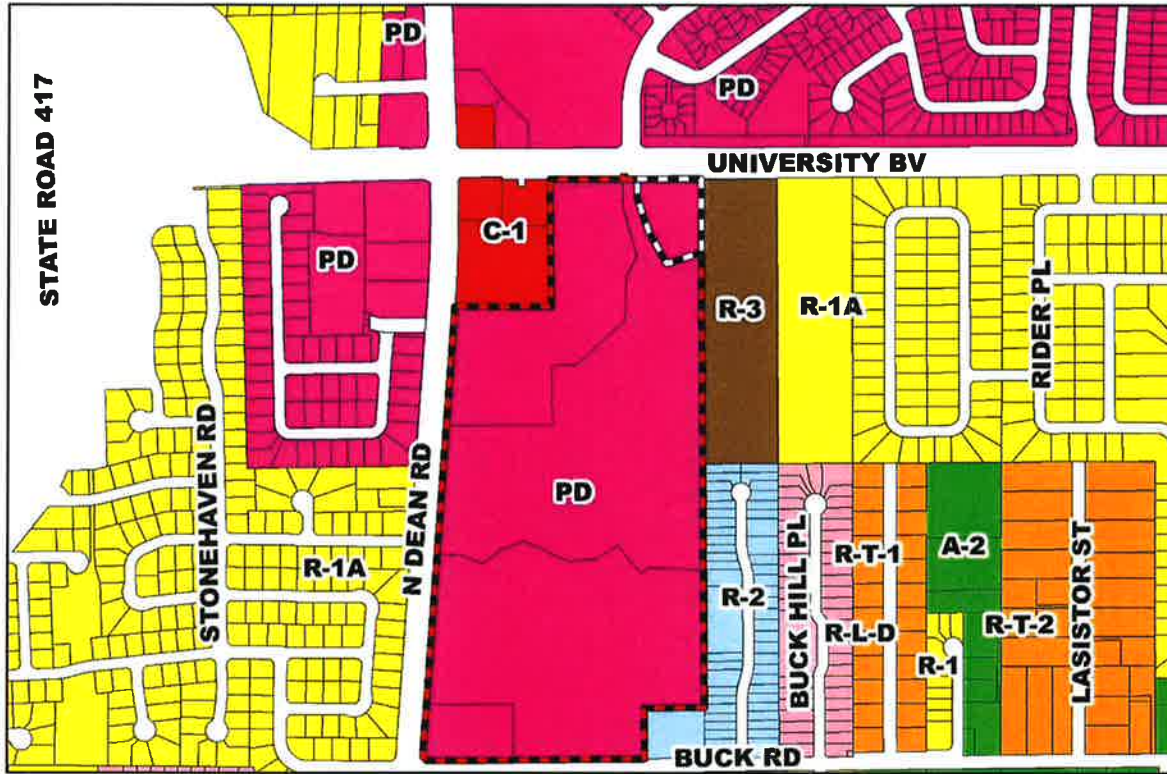 PD
STATE ROAD 417
PD
UNIVERSITY BV
C-1
PD
R-3
R-1A
RIDER PL
STONEHAVEN RD
N DEAN RD
PD
R-1A
R-2
BUCK HILL PL
R-T-1
R-L-D
A-2
R-1
R-T-2
LASISTOR ST
BUCK RD